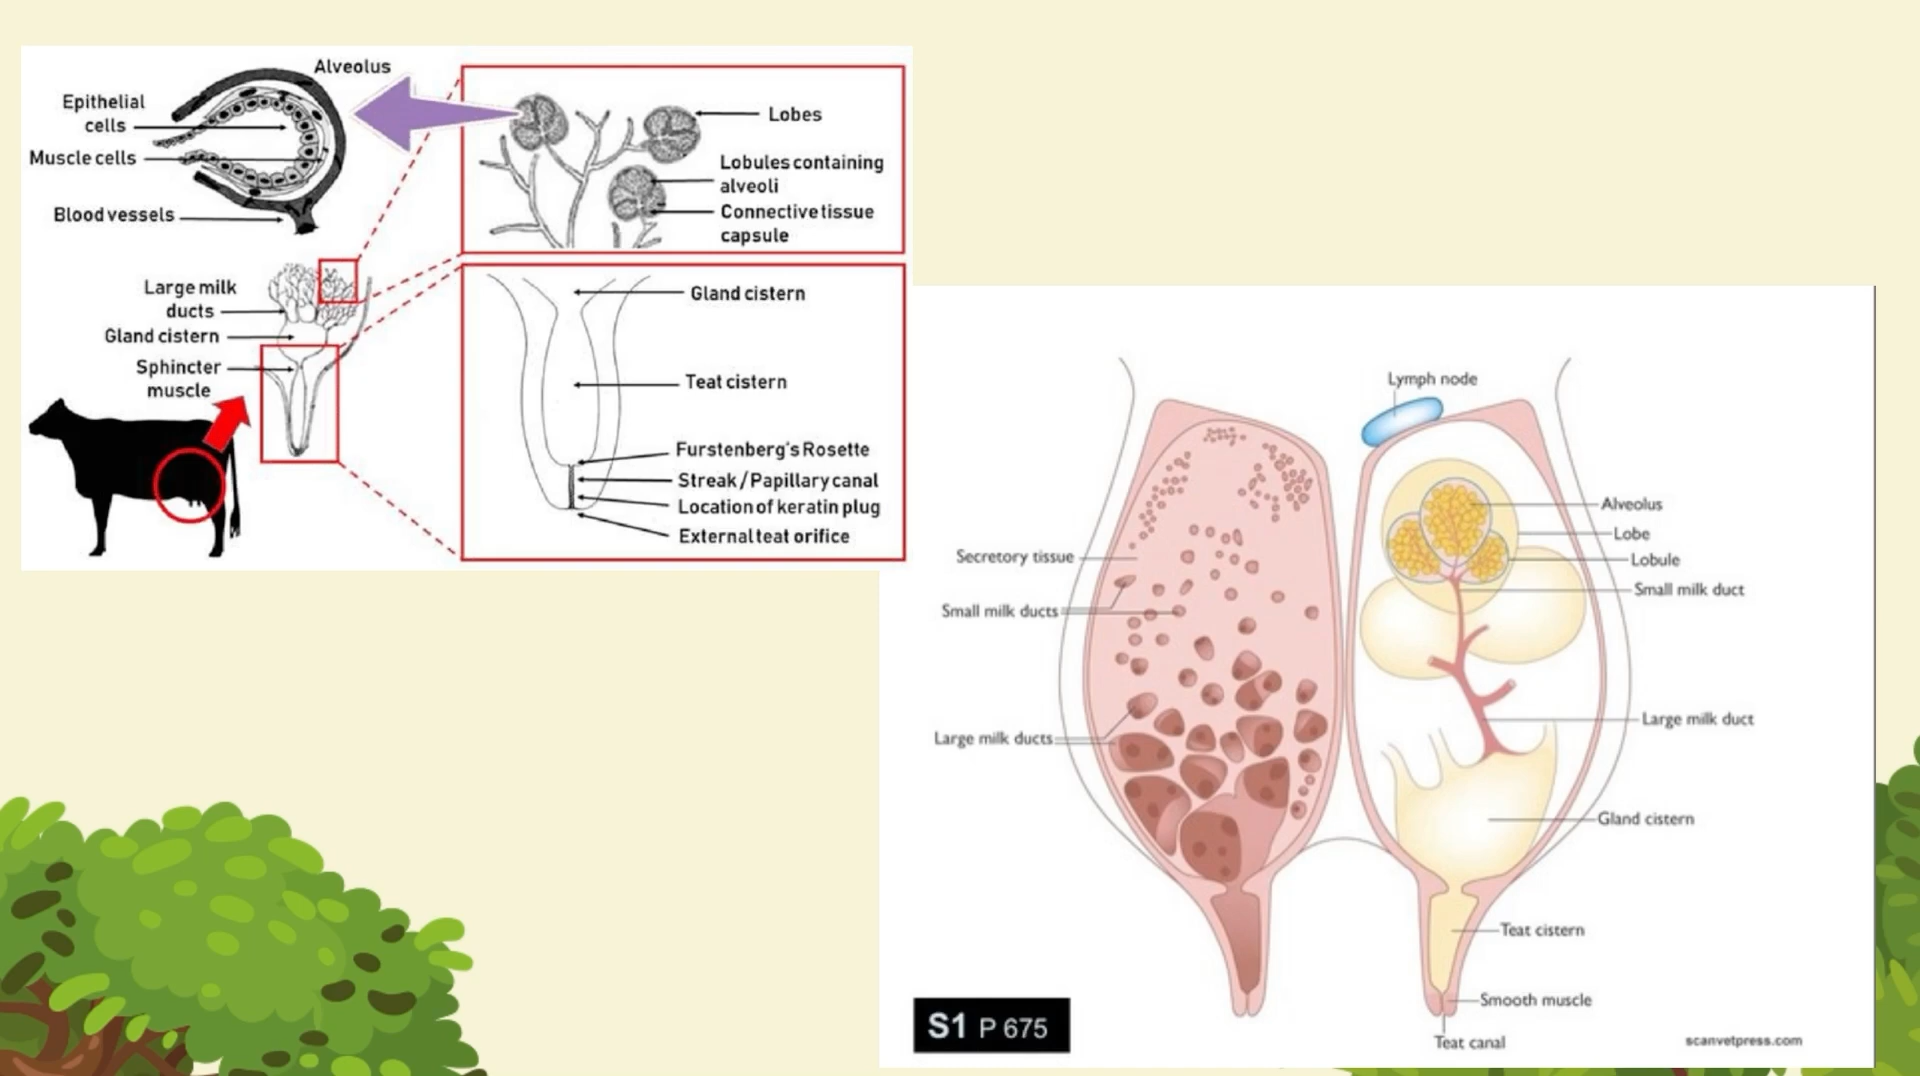 Alveolus
Epithelial
cells
Muscle cells
Blood vessels
Lobes
Lobules containing
alveoli
Connective tissue
capsule
Large milk
ducts
Gland cistern
Sphincter
muscle
Gland cistern
Teat cistern
Furstenberg's Rosette
Streak / Papillary canal
Location of keratin plug
External teat orifice
Lymph node
Secretory tissue
Small milk ducts
Large milk ducts
Alveolus
Lobe
Lobule
Small milk duct
Large milk duct
Gland cistern
Teat cistern
Smooth muscle
Teat canal
S1 P 675
scanvetpress.com